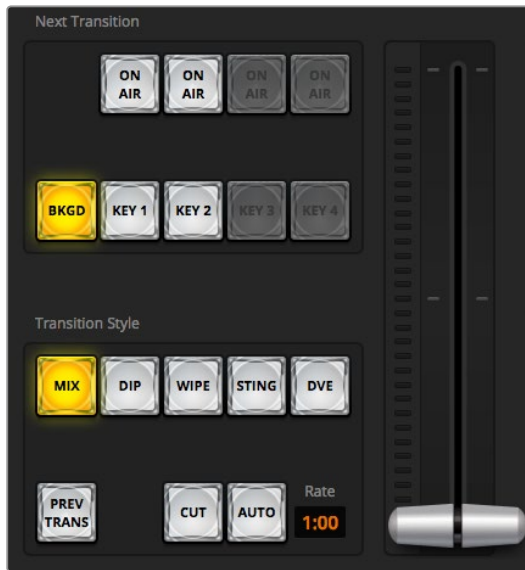 Next Transition
ON AIR ON AIR ON AIR ON AIR
BKGD KEY 1 KEY 2 KEY 3 KEY 4
Transition Style
MIX DIP WIPE STING DVE
Rate
PREV TRANS CUT AUTO 1:00